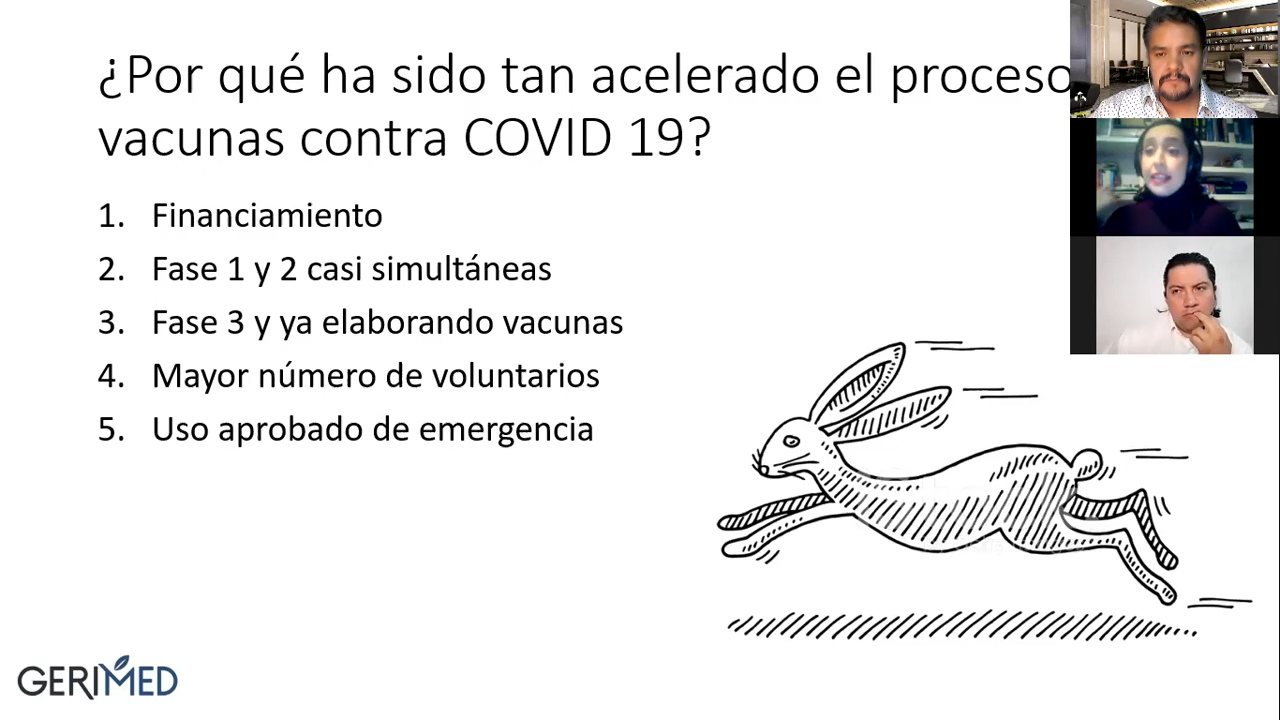 ¿Por qué ha sido tan acelerado el proceso
vacunas contra COVID 19?
1. Financiamiento
2. Fase 1 y 2 casi simultáneas
3. Fase 3 y ya elaborando vacunas
4. Mayor número de voluntarios
5. Uso aprobado de emergencia
GERIMED